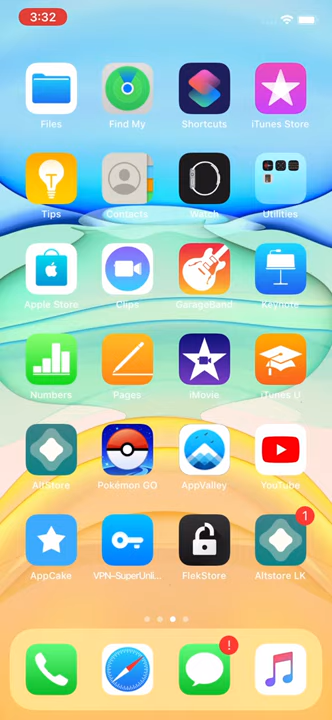 3:32
Files Find My Shortcuts iTunes Store
Tips Contacts Watch Utilities
Apple Store Clips GarageBand Keynote
Numbers Pages iMovie iTunes U
AltStore Pokémon GO AppValley YouTube
1
AppCake VPN-SuperUnli... FlekStore Altstore LK
!